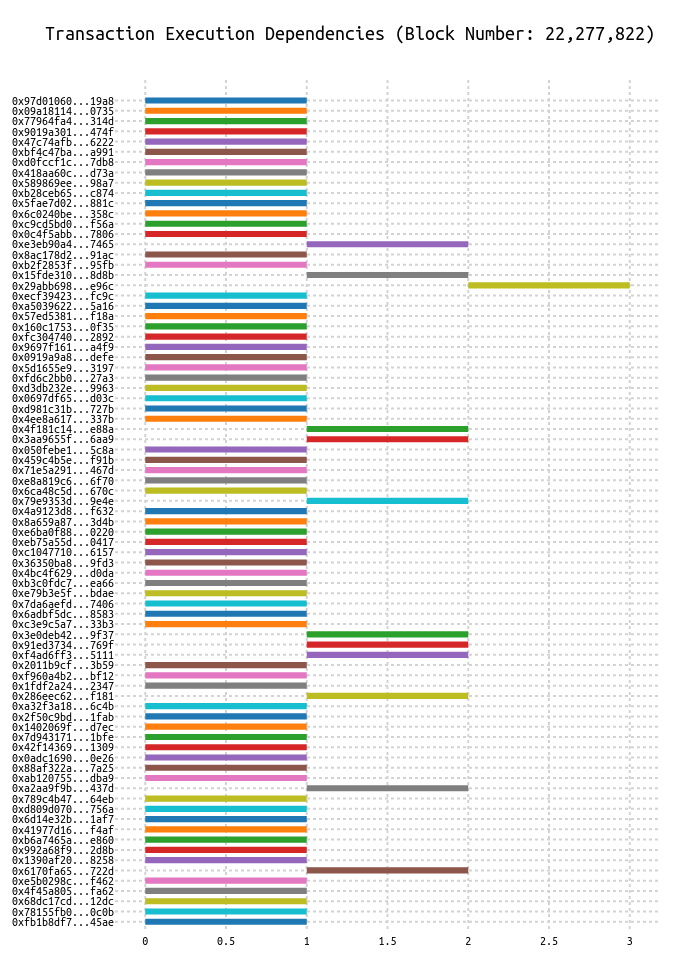 Transaction Execution Dependencies (Block Number: 22,277,822)
0x97d01060...19a8
0x09a18114...0735
0x77964fa4...314d
0x9019a301...474f
0x47c74afb...6222
0xbf4c47ba...a991
0xd0fccf1c...7db8
0x418aa60c...d73a
0x589869ee...98a7
0xb28ceb65...c874
0x5fae7d02...881c
0x6c0240be...358c
0xc9cd5bd0...f56a
0x0c4f5abb...7806
0xe3eb90a4...7465
0x8ac178d2...91ac
0xb2f2853f...95fb
0x15fde310...8d8b
0x29abb698...e96c
0xecf39423...fc9c
0xa5039622...5a16
0x57ed5381...f18a
0x160c1753...0f35
0xfc304740...2892
0x9697f161...a4f9
0x0919a9a8...defe
0x5d1655e9...3197
0xfd6c2bb0...27a3
0xd3db232e...9963
0x0697df65...d03c
0xd981c31b...727b
0x4ee8a617...337b
0x4f181c14...e88a
0x3aa9655f...6aa9
0x050febe1...5c8a
0x459c4b5e...f91b
0x71e5a291...467d
0xe8a819c6...6f70
0x6ca48c5d...670c
0x79e9353d...9e4e
0x4a9123d8...f632
0x8a659a87...3d4b
0xe6ba0f88...0220
0xeb75a55d...0417
0xc1047710...6157
0x36350ba8...9fd3
0x4bc4f629...d0da
0xb3c0fdc7...ea66
0xe79b3e5f...bdae
0x7da6aefd...7406
0x6adbf5dc...8583
0xc3e9c5a7...33b3
0x3e0deb42...9f37
0x91ed3734...769f
0xf4ad6ff3...5111
0x2011b9cf...3b59
0xf960a4b2...bf12
0x1fdf2a24...2347
0x286eec62...f181
0xa32f3a18...6c4b
0x2f50c9bd...1fab
0x1402069f...d7ec
0x7d943171...1bfe
0x42f14369...1309
0x0adc1690...0e26
0x88af322a...7a25
0xab120755...dba9
0xa2aa9f9b...437d
0x789c4b47...64eb
0xd809d070...756a
0x6d14e32b...1af7
0x41977d16...f4af
0xb6a7465a...e860
0x992a68f9...2d8b
0x1390af20...8258
0x6170fa65...722d
0xe5b0298c...f462
0x4f45a805...fa62
0x68dc17cd...12dc
0x78155fb0...0c0b
0xfb1b8df7...45ae
0 0.5 1 1.5 2 2.5 3